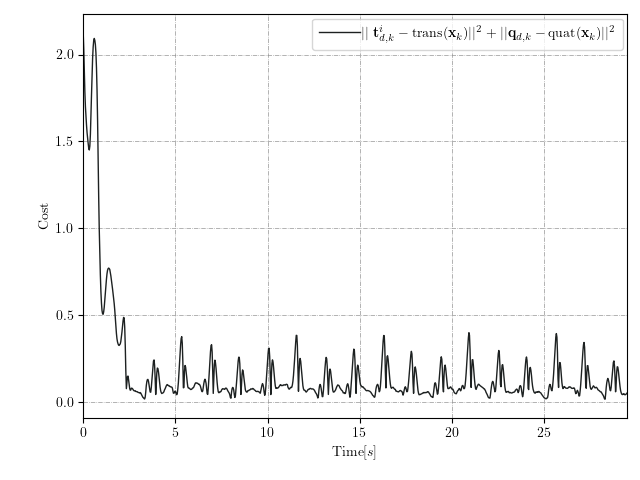 || t^i_{d,k} − trans(x_k)||² + ||q_{d,k} − quat(x_k)||²
2.0
1.5
1.0
0.5
0.0
Cost
0 5 10 15 20 25
Time[s]